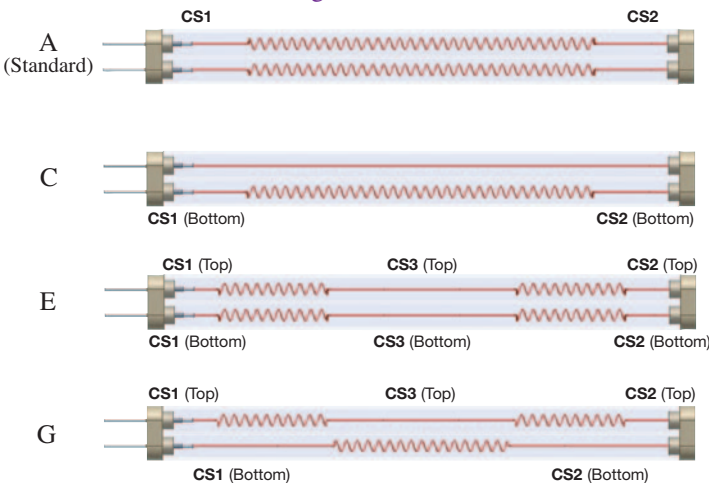 CS1 CS2
A
(Standard)
C
CS1 (Bottom) CS2 (Bottom)
CS1 (Top) CS3 (Top) CS2 (Top)
E
CS1 (Bottom) CS3 (Bottom) CS2 (Bottom)
CS1 (Top) CS3 (Top) CS2 (Top)
G
CS1 (Bottom) CS2 (Bottom)